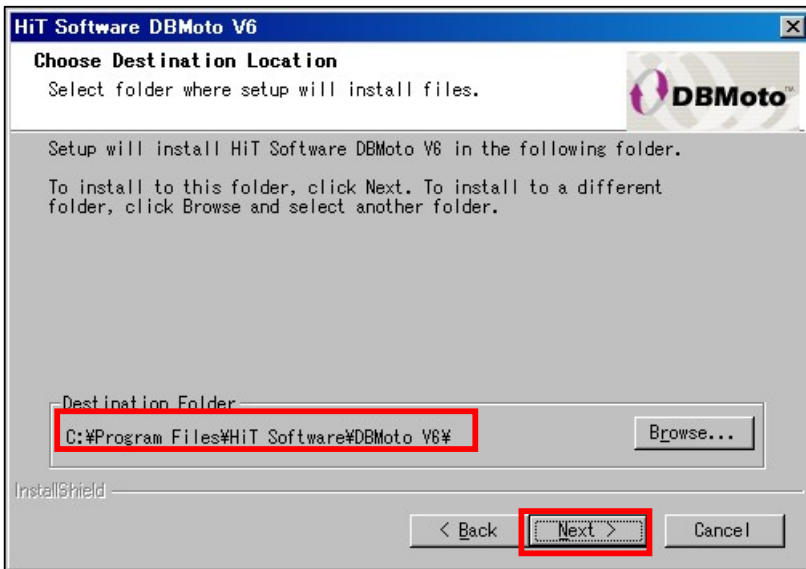 HiT Software DBMoto V6
Choose Destination Location
Select folder where setup will install files.
DBMoto™
Setup will install HiT Software DBMoto V6 in the following folder.
To install to this folder, click Next. To install to a different
folder, click Browse and select another folder.
Destination Folder
C:¥Program Files¥HiT Software¥DBMoto V6¥
Browse...
InstallShield
< Back
Next >
Cancel